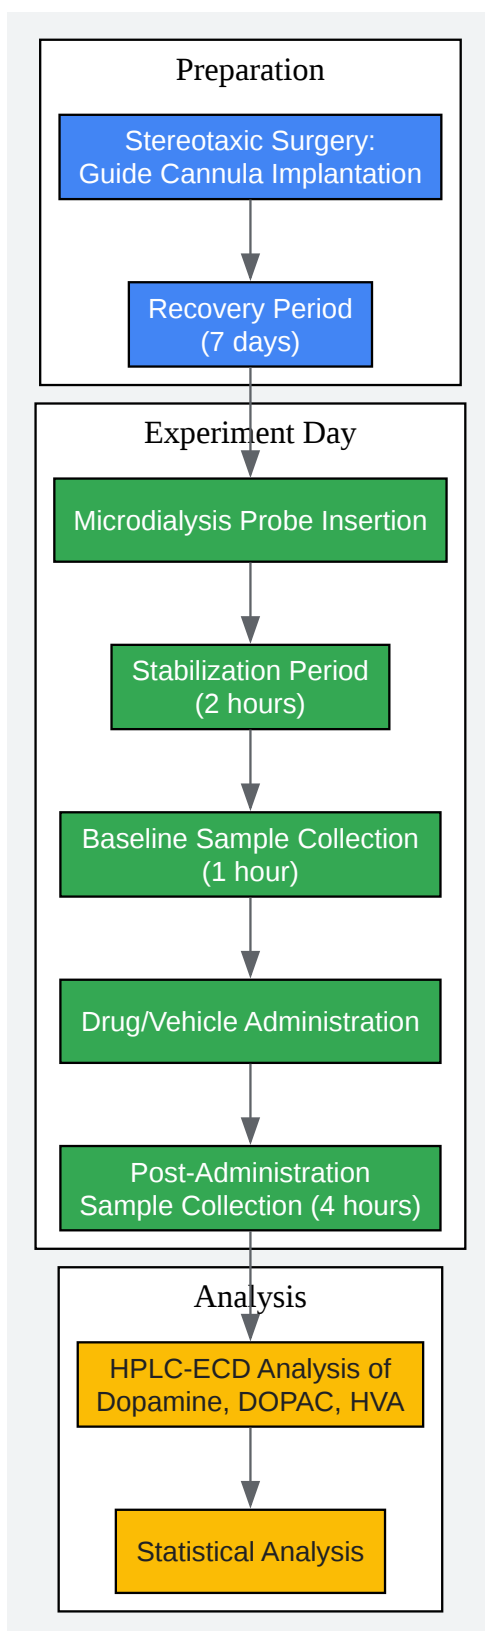 Preparation
Stereotaxic Surgery:
Guide Cannula Implantation
Recovery Period
(7 days)
Experiment Day
Microdialysis Probe Insertion
Stabilization Period
(2 hours)
Baseline Sample Collection
(1 hour)
Drug/Vehicle Administration
Post-Administration
Sample Collection (4 hours)
Analysis
HPLC-ECD Analysis of
Dopamine, DOPAC, HVA
Statistical Analysis